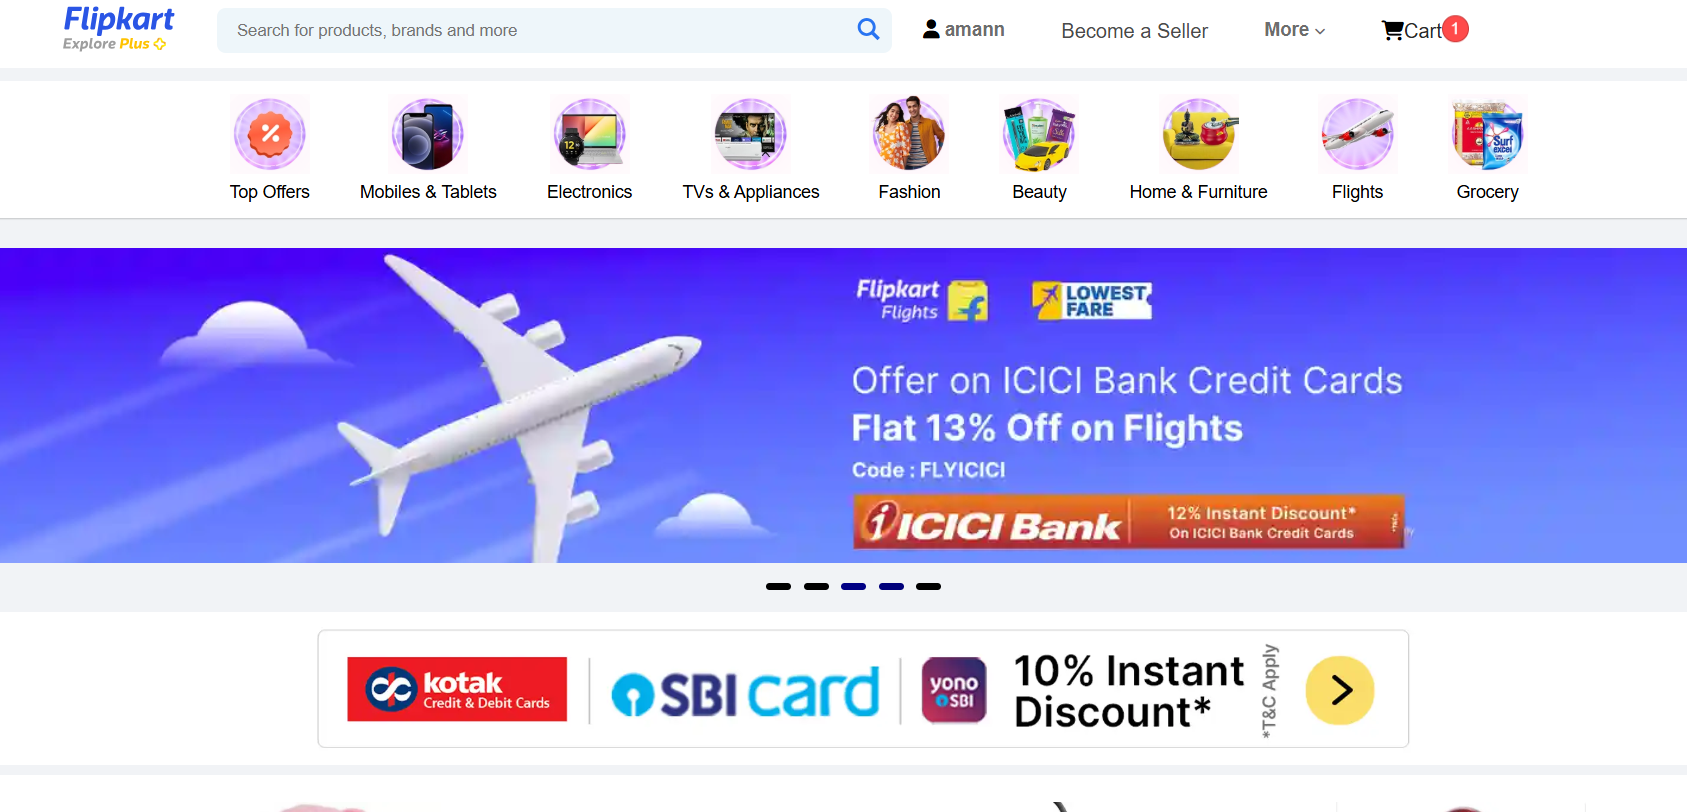 Flipkart
Explore Plus
Search for products, brands and more
amann
Become a Seller
More
Cart
1
Top Offers
Mobiles & Tablets
Electronics
TVs & Appliances
Fashion
Beauty
Home & Furniture
Flights
Grocery
%
12
Surf
excel
Flipkart
Flights
LOWEST
FARE
Offer on ICICI Bank Credit Cards
Flat 13% Off on Flights
Code : FLYICICI
ICICI Bank
12% Instant Discount*
On ICICI Bank Credit Cards
kotak
Credit & Debit Cards
SBI card
yono
SBI
10% Instant
Discount*
*T&C Apply